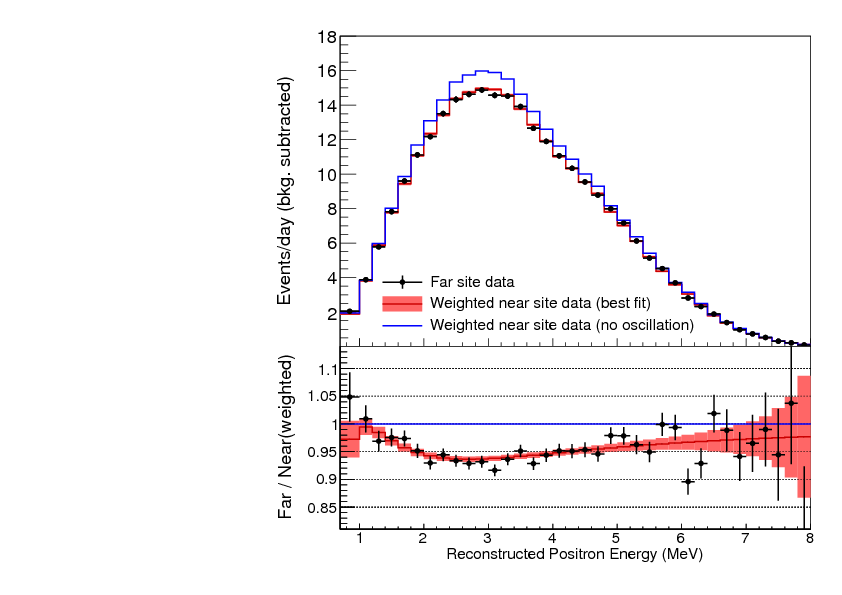 18
16
14
12
10
8
6
4
2
Events/day (bkg. subtracted)
Far site data
Weighted near site data (best fit)
Weighted near site data (no oscillation)
1.1
1.05
1
0.95
0.9
0.85
Far / Near(weighted)
1 2 3 4 5 6 7 8
Reconstructed Positron Energy (MeV)